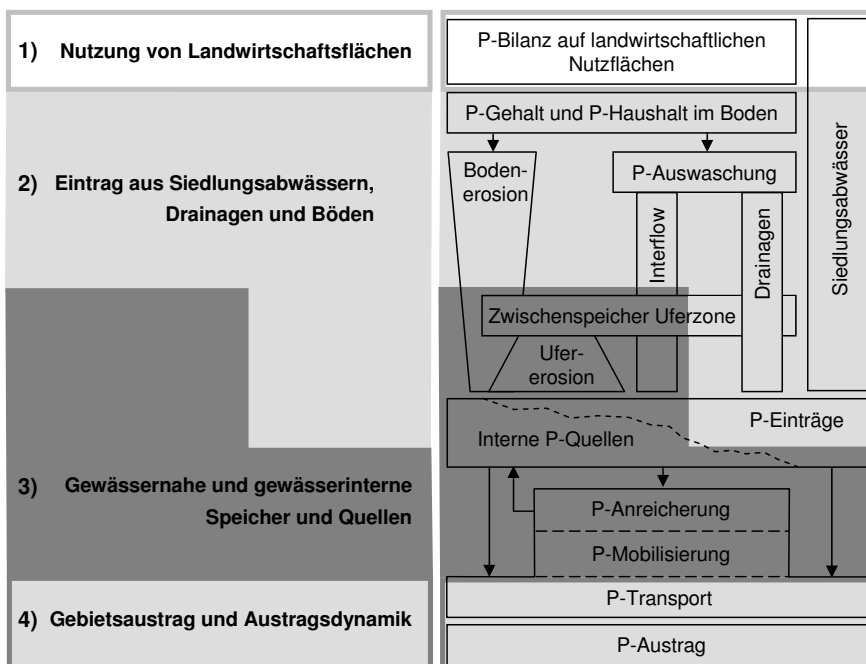 1) Nutzung von Landwirtschaftsflächen
2) Eintrag aus Siedlungsabwässern,
Drainagen und Böden
3) Gewässernahe und gewässerinterne
Speicher und Quellen
4) Gebietsaustrag und Austragsdynamik
P-Bilanz auf landwirtschaftlichen
Nutzflächen
P-Gehalt und P-Haushalt im Boden
Boden-
erosion
P-Auswaschung
Interflow
Drainagen
Siedlungsabwässer
Zwischenspeicher Uferzone
Ufer-
erosion
P-Einträge
Interne P-Quellen
P-Anreicherung
P-Mobilisierung
P-Transport
P-Austrag